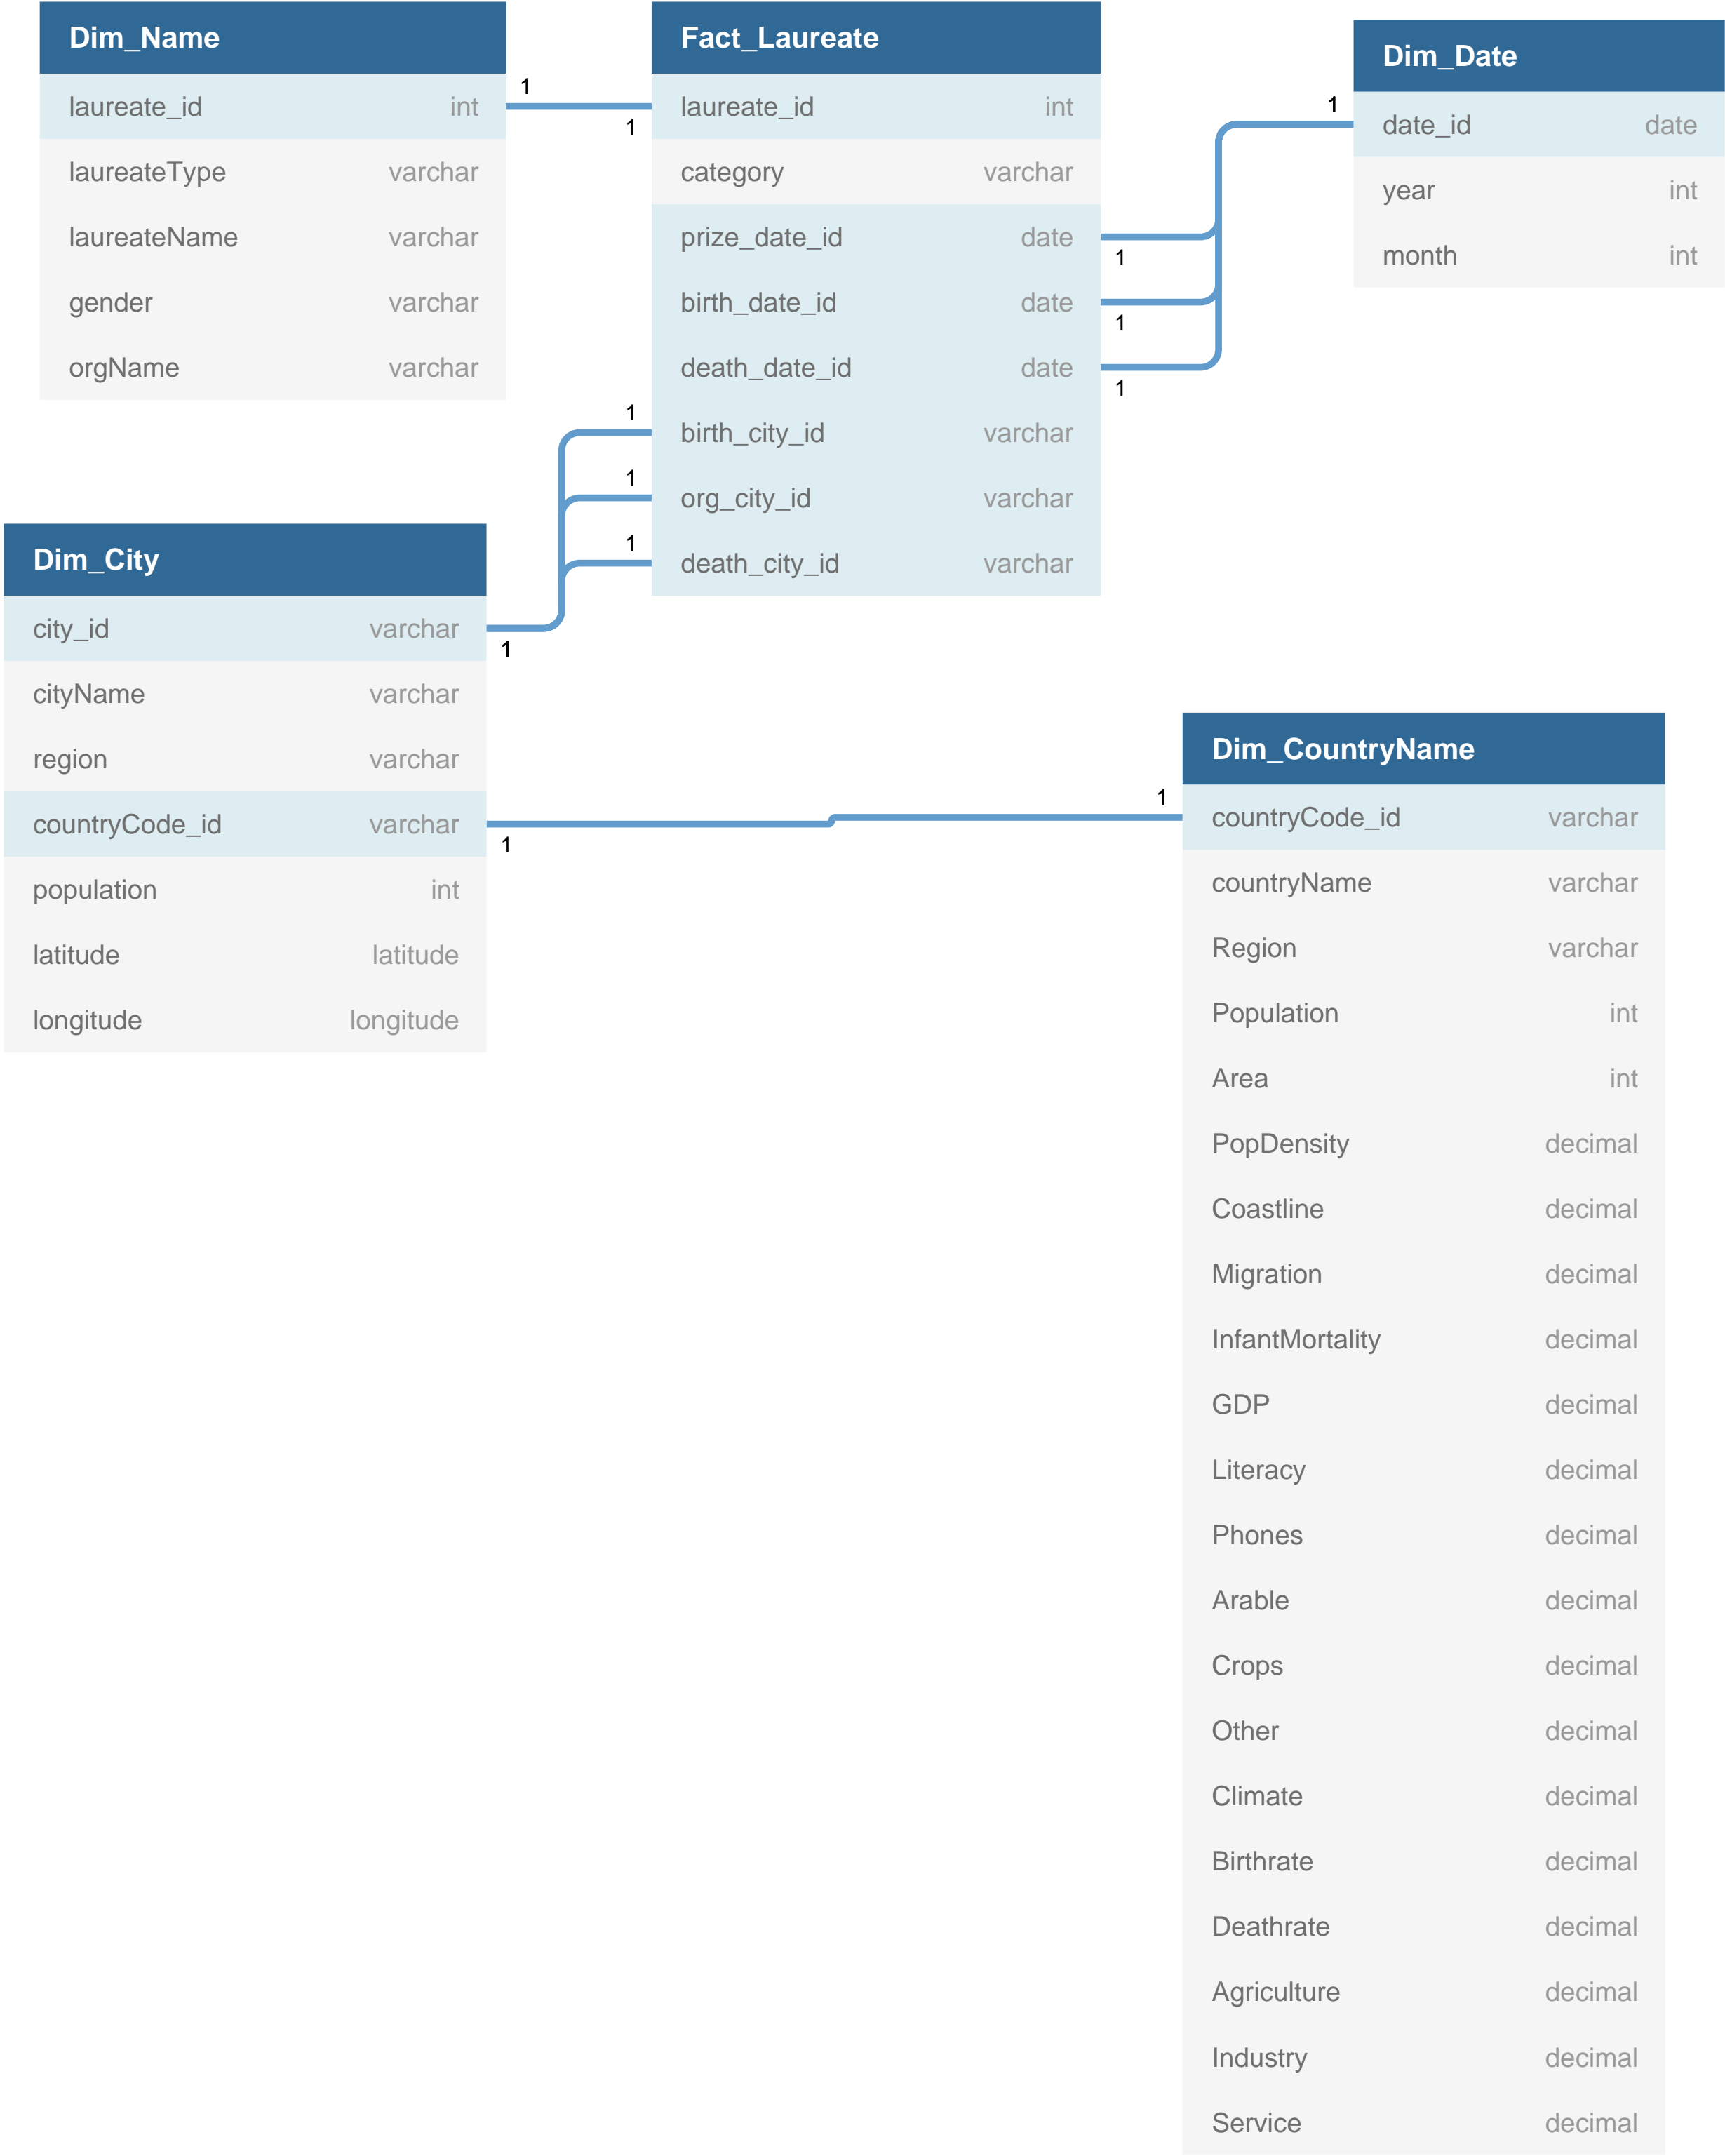 Dim_Name
laureate_id int
laureateType varchar
laureateName varchar
gender varchar
orgName varchar
1
1
Fact_Laureate
laureate_id int
category varchar
prize_date_id date
birth_date_id date
death_date_id date
birth_city_id varchar
org_city_id varchar
death_city_id varchar
1
1
1
1
1
1
1
Dim_Date
date_id date
year int
month int
Dim_City
city_id varchar
cityName varchar
region varchar
countryCode_id varchar
population int
latitude latitude
longitude longitude
1
1
1
Dim_CountryName
countryCode_id varchar
countryName varchar
Region varchar
Population int
Area int
PopDensity decimal
Coastline decimal
Migration decimal
InfantMortality decimal
GDP decimal
Literacy decimal
Phones decimal
Arable decimal
Crops decimal
Other decimal
Climate decimal
Birthrate decimal
Deathrate decimal
Agriculture decimal
Industry decimal
Service decimal